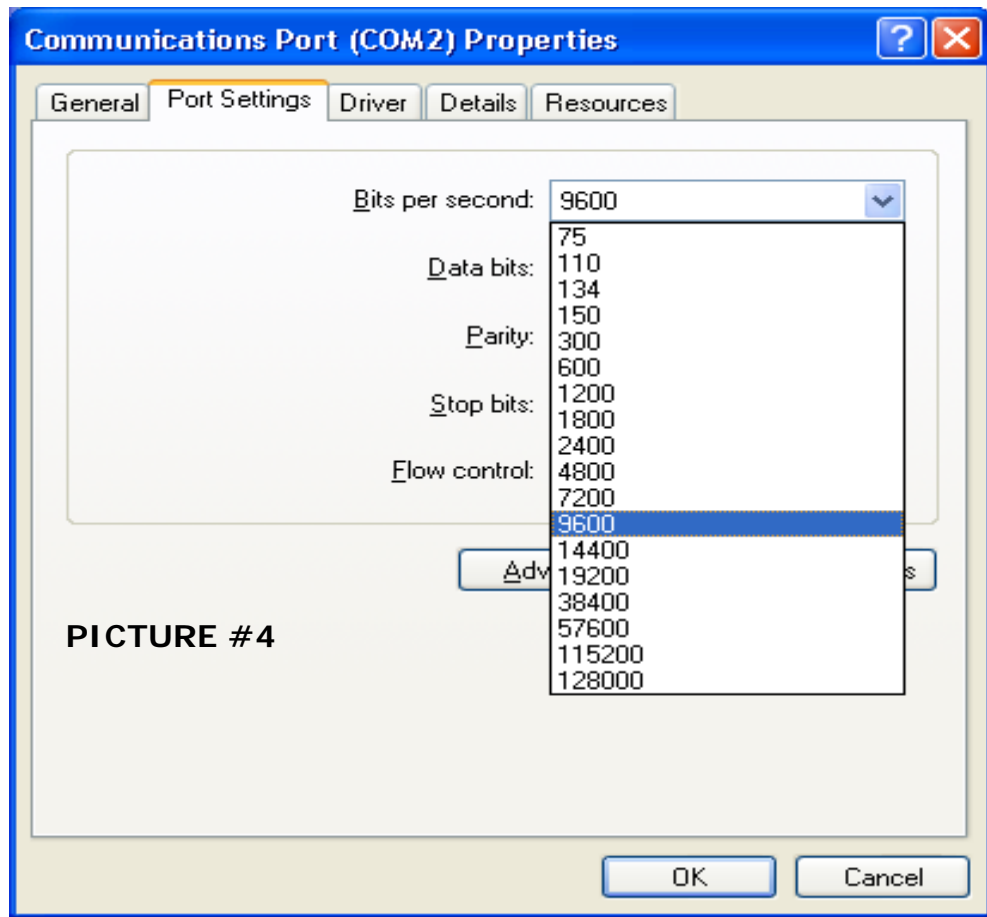 Communications Port (COM2) Properties
General Port Settings Driver Details Resources
Bits per second: 9600
75
Data bits: 110
134
150
Parity: 300
600
Stop bits: 1200
1800
2400
Flow control: 4800
7200
9600
14400
Adv 19200 s
38400
PICTURE #4 57600
115200
128000
OK Cancel